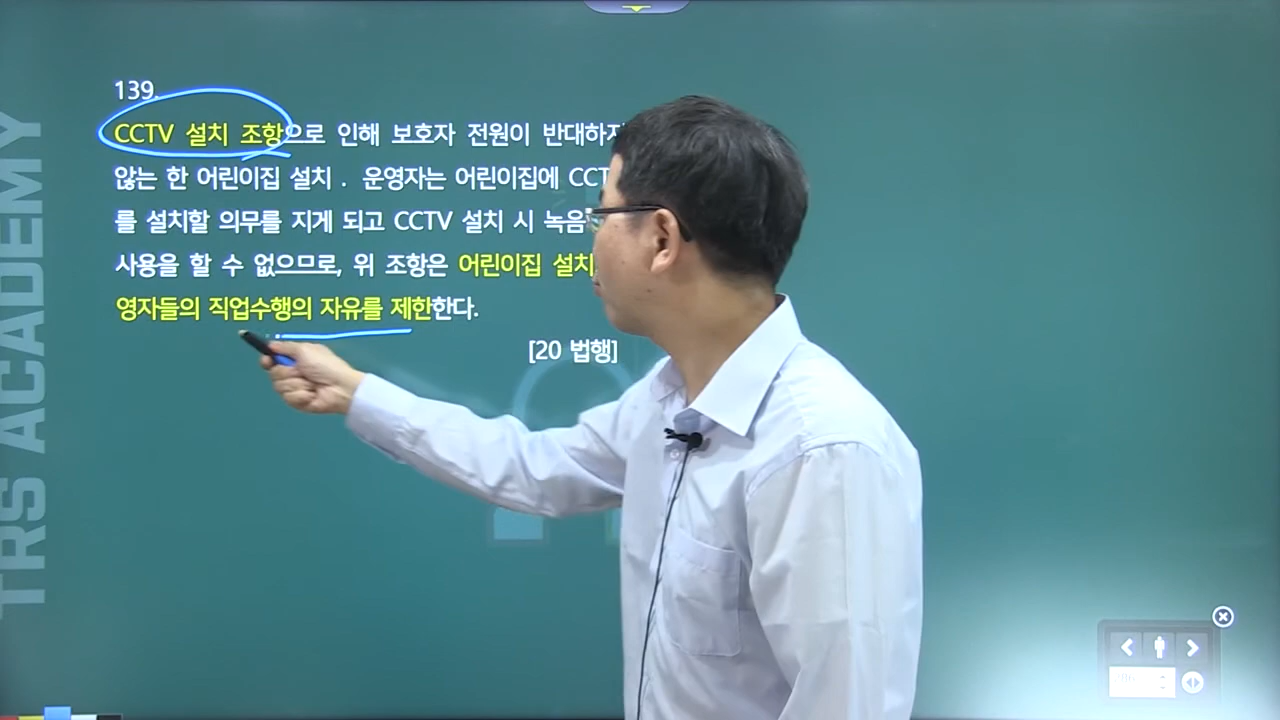 139.
CCTV 설치 조항으로 인해 보호자 전원이 반대하지
않는 한 어린이집 설치 . 운영자는 어린이집에 CCT
를 설치할 의무를 지게 되고 CCTV 설치 시 녹음
사용을 할 수 없으므로, 위 조항은 어린이집 설치
영자들의 직업수행의 자유를 제한한다.
[20 법행]
TRS ACADEMY